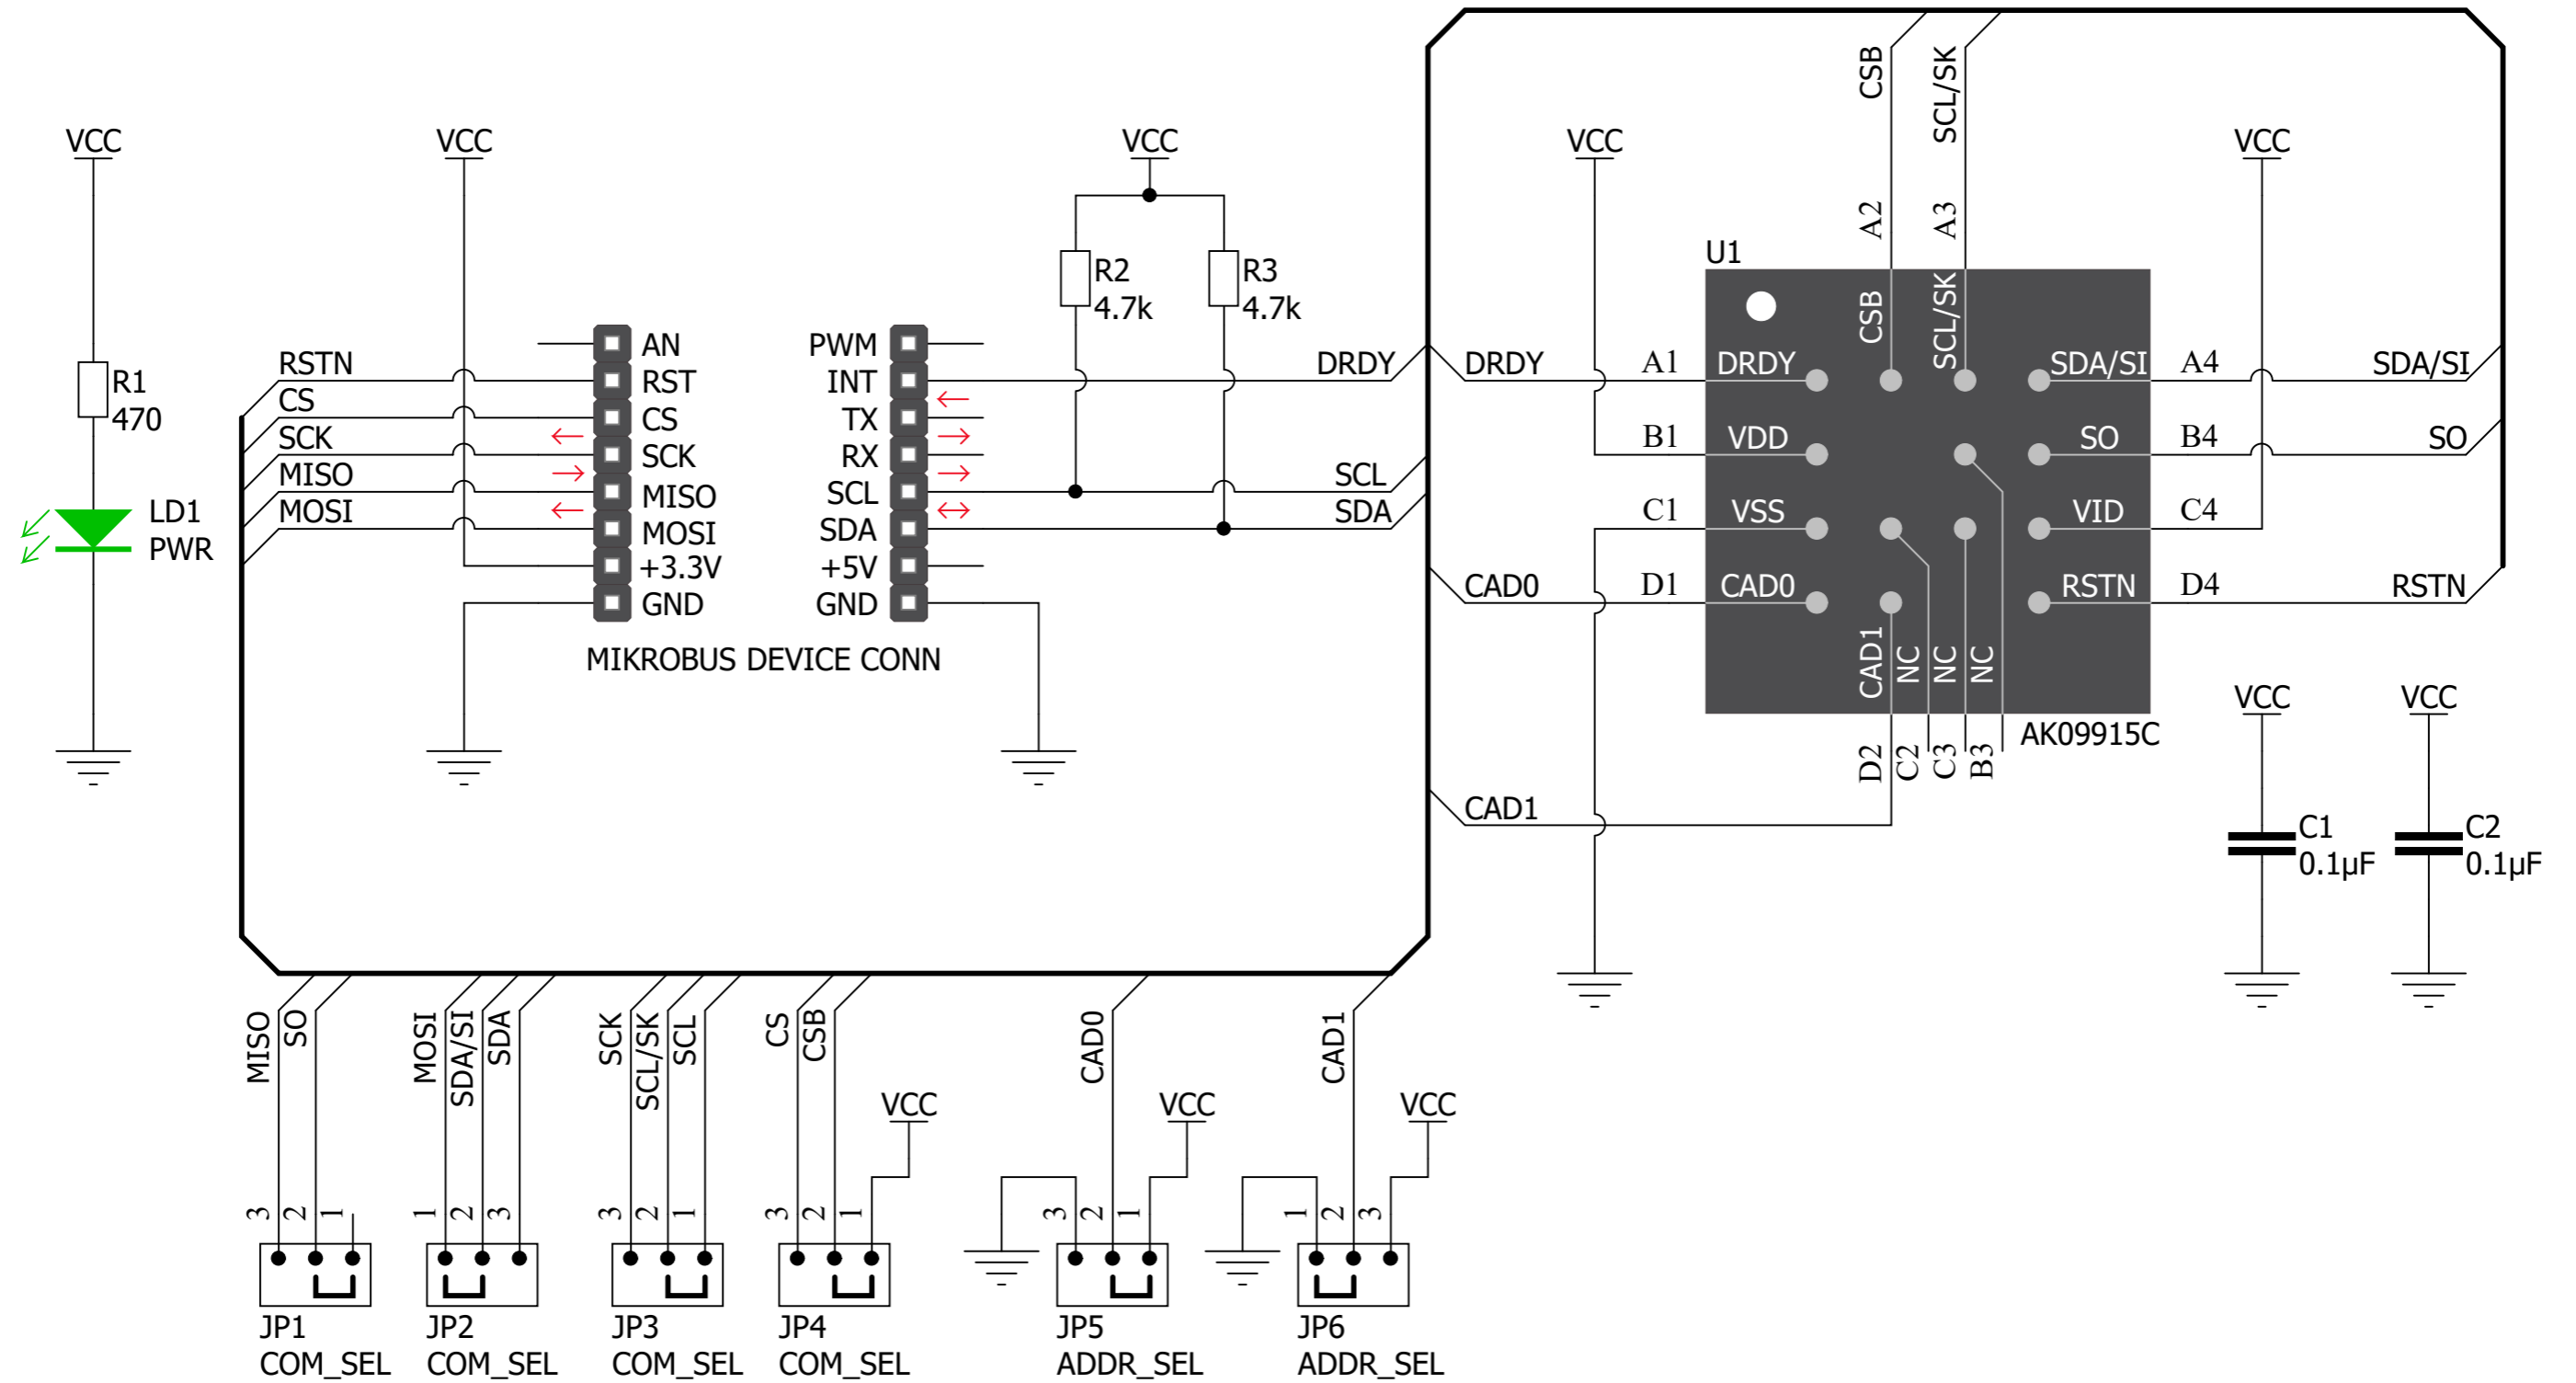 VCC
R1
470
LD1
PWR
VCC
RSTN
CS
SCK
MISO
MOSI
AN
RST
CS
SCK
MISO
MOSI
+3.3V
GND
PWM
INT
TX
RX
SCL
SDA
+5V
GND
MIKROBUS DEVICE CONN
VCC
R2
4.7k
R3
4.7k
DRDY
SCL
SDA
DRDY
CAD0
CAD1
VCC
CSB
SCL/SK
A2
A3
U1
A1
B1
C1
D1
DRDY
VDD
VSS
CAD0
CSB
SCL/SK
SDA/SI
SO
VID
RSTN
CAD1
NC
NC
NC
A4
B4
C4
D4
SDA/SI
SO
RSTN
VCC
D2
C2
C3
B3
AK09915C
VCC
C1
0.1µF
VCC
C2
0.1µF
MISO
SO
3
2
1
JP1
COM_SEL
MOSI
SDA/SI
SDA
1
2
3
JP2
COM_SEL
SCK
SCL/SK
SCL
3
2
1
JP3
COM_SEL
CS
CSB
VCC
3
2
1
JP4
COM_SEL
CAD0
VCC
3
2
1
JP5
ADDR_SEL
CAD1
VCC
1
2
3
JP6
ADDR_SEL